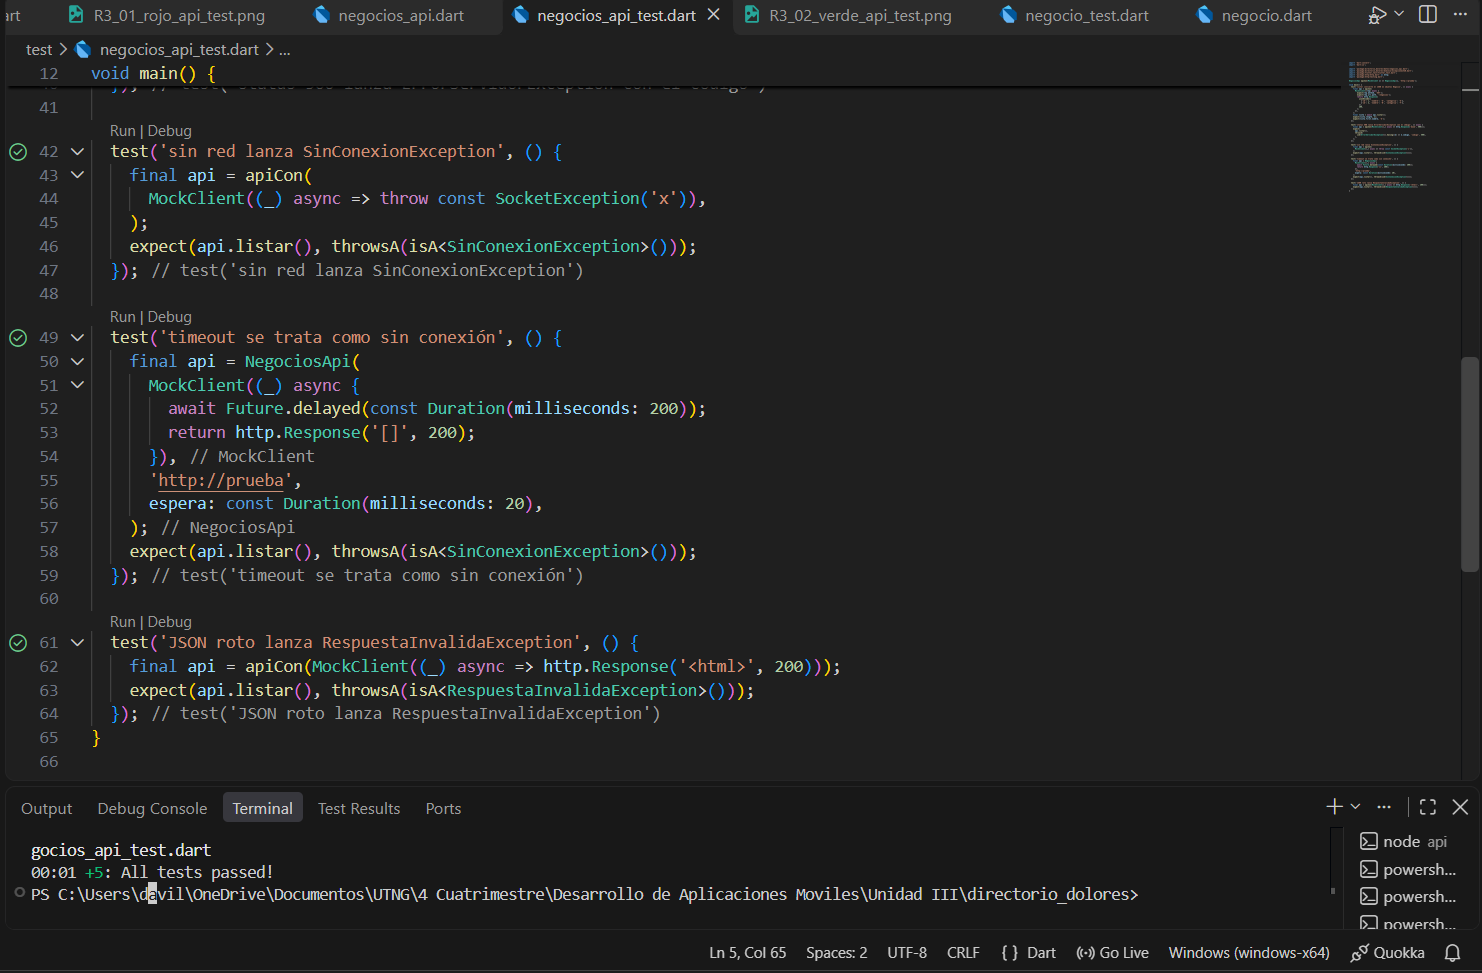 art
R3_01_rojo_api_test.png
negocios_api.dart
negocios_api_test.dart
R3_02_verde_api_test.png
negocio_test.dart
negocio.dart
test > negocios_api_test.dart > ...
12 void main() {
41
Run | Debug
42 test('sin red lanza SinConexionException', () {
43 final api = apiCon(
44 MockClient((_) async => throw const SocketException('x')),
45 );
46 expect(api.listar(), throwsA(isA<SinConexionException>()));
47 }); // test('sin red lanza SinConexionException')
48
Run | Debug
49 test('timeout se trata como sin conexión', () {
50 final api = NegociosApi(
51 MockClient((_) async {
52 await Future.delayed(const Duration(milliseconds: 200));
53 return http.Response('[]', 200);
54 }), // MockClient
55 'http://prueba',
56 espera: const Duration(milliseconds: 20),
57 ); // NegociosApi
58 expect(api.listar(), throwsA(isA<SinConexionException>()));
59 }); // test('timeout se trata como sin conexión')
60
Run | Debug
61 test('JSON roto lanza RespuestaInvalidaException', () {
62 final api = apiCon(MockClient((_) async => http.Response('<html>', 200)));
63 expect(api.listar(), throwsA(isA<RespuestaInvalidaException>()));
64 }); // test('JSON roto lanza RespuestaInvalidaException')
65 }
66
Output Debug Console Terminal Test Results Ports
gocios_api_test.dart
00:01 +5: All tests passed!
PS C:\Users\davil\OneDrive\Documentos\UTNG\4 Cuatrimestre\Desarrollo de Aplicaciones Moviles\Unidad III\directorio_dolores>
node api
powersh...
powersh...
powersh...
Ln 5, Col 65 Spaces: 2 UTF-8 CRLF {} Dart Go Live Windows (windows-x64) Quokka